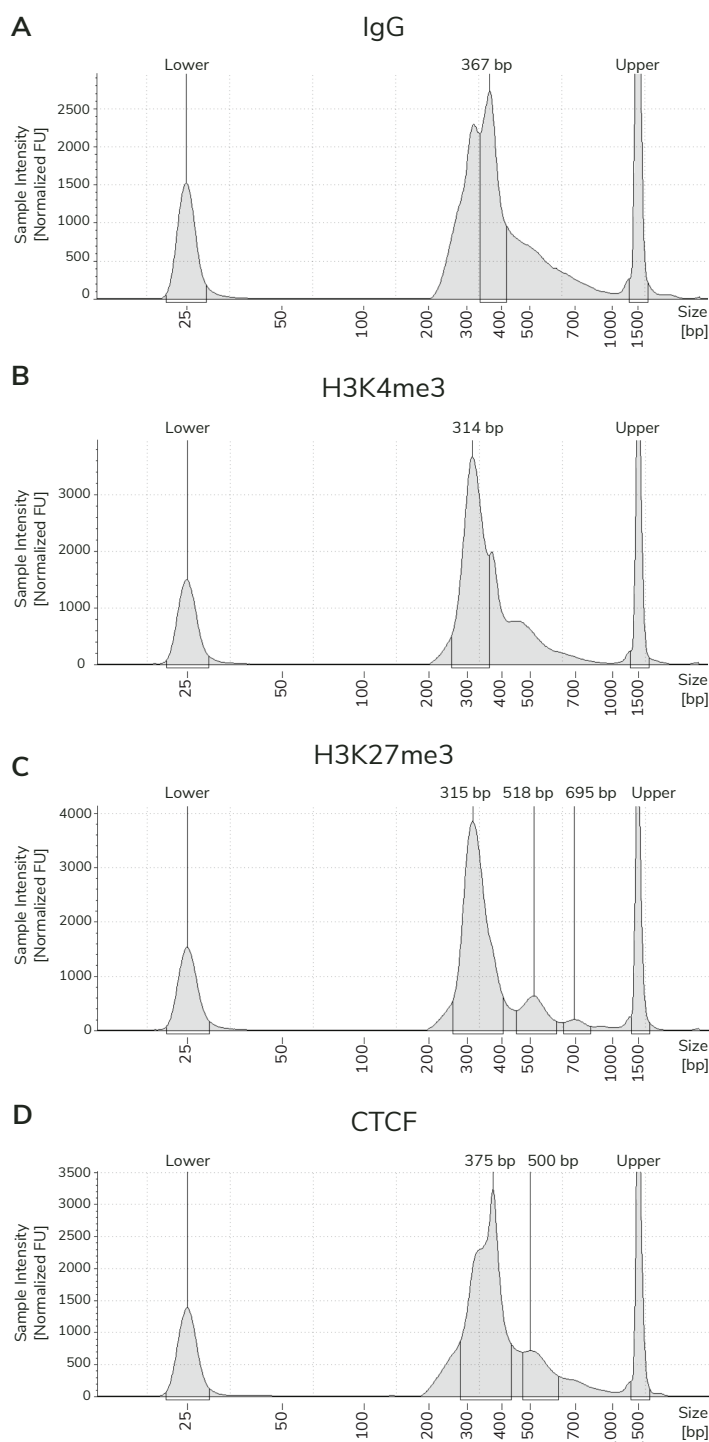 A
IgG
Lower 367 bp Upper
Sample Intensity
[Normalized FU]
2500
2000
1500
1000
500
0
25 50 100 200 300 400 500 700 1000 1500 Size
[bp]
B
H3K4me3
Lower 314 bp Upper
Sample Intensity
[Normalized FU]
3000
2000
1000
0
25 50 100 200 300 400 500 700 1000 1500 Size
[bp]
C
H3K27me3
Lower 315 bp 518 bp 695 bp Upper
Sample Intensity
[Normalized FU]
4000
3000
2000
1000
0
25 50 100 200 300 400 500 700 1000 1500 Size
[bp]
D
CTCF
Lower 375 bp 500 bp Upper
Sample Intensity
[Normalized FU]
3500
3000
2500
2000
1500
1000
500
0
25 50 100 200 300 400 500 700 000 500 Size
[bp]